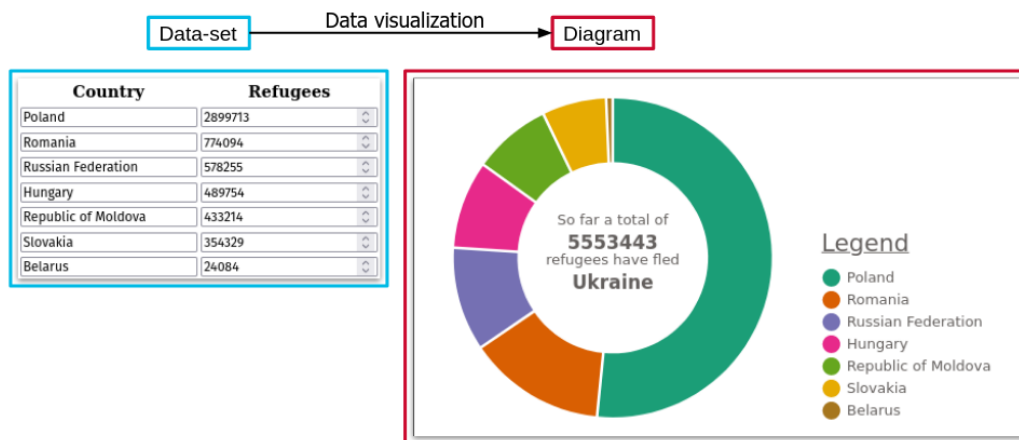 Data visualization
Data-set
Diagram
Country Refugees
Poland 2899713
Romania 774094
Russian Federation 578255
Hungary 489754
Republic of Moldova 433214
Slovakia 354329
Belarus 24084
So far a total of
5553443
refugees have fled
Ukraine
Legend
Poland
Romania
Russian Federation
Hungary
Republic of Moldova
Slovakia
Belarus